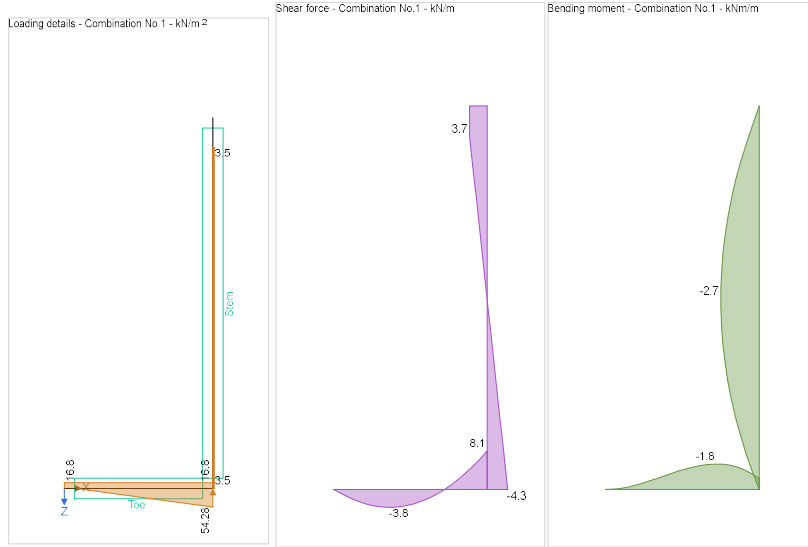 Loading details - Combination No.1 - kN/m²
3.5
Stem
16.8
16.8
3.5
X
Toe
Z
54.28
Shear force - Combination No.1 - kN/m
3.7
8.1
-4.3
-3.8
Bending moment - Combination No.1 - kNm/m
-2.7
-1.8